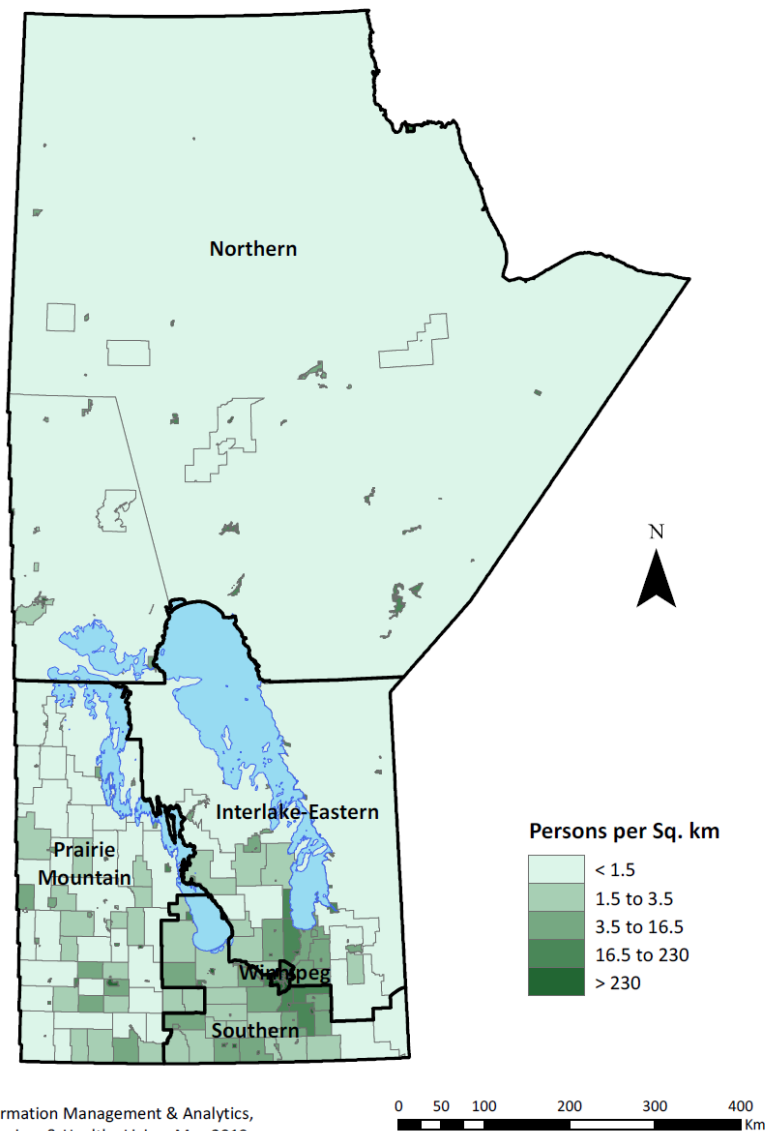 Northern
N
Interlake-Eastern
Prairie
Mountain
Persons per Sq. km
< 1.5
1.5 to 3.5
3.5 to 16.5
16.5 to 230
> 230
Winnipeg
Southern
rmation Management & Analytics,
0 50 100 200 300 400
Km